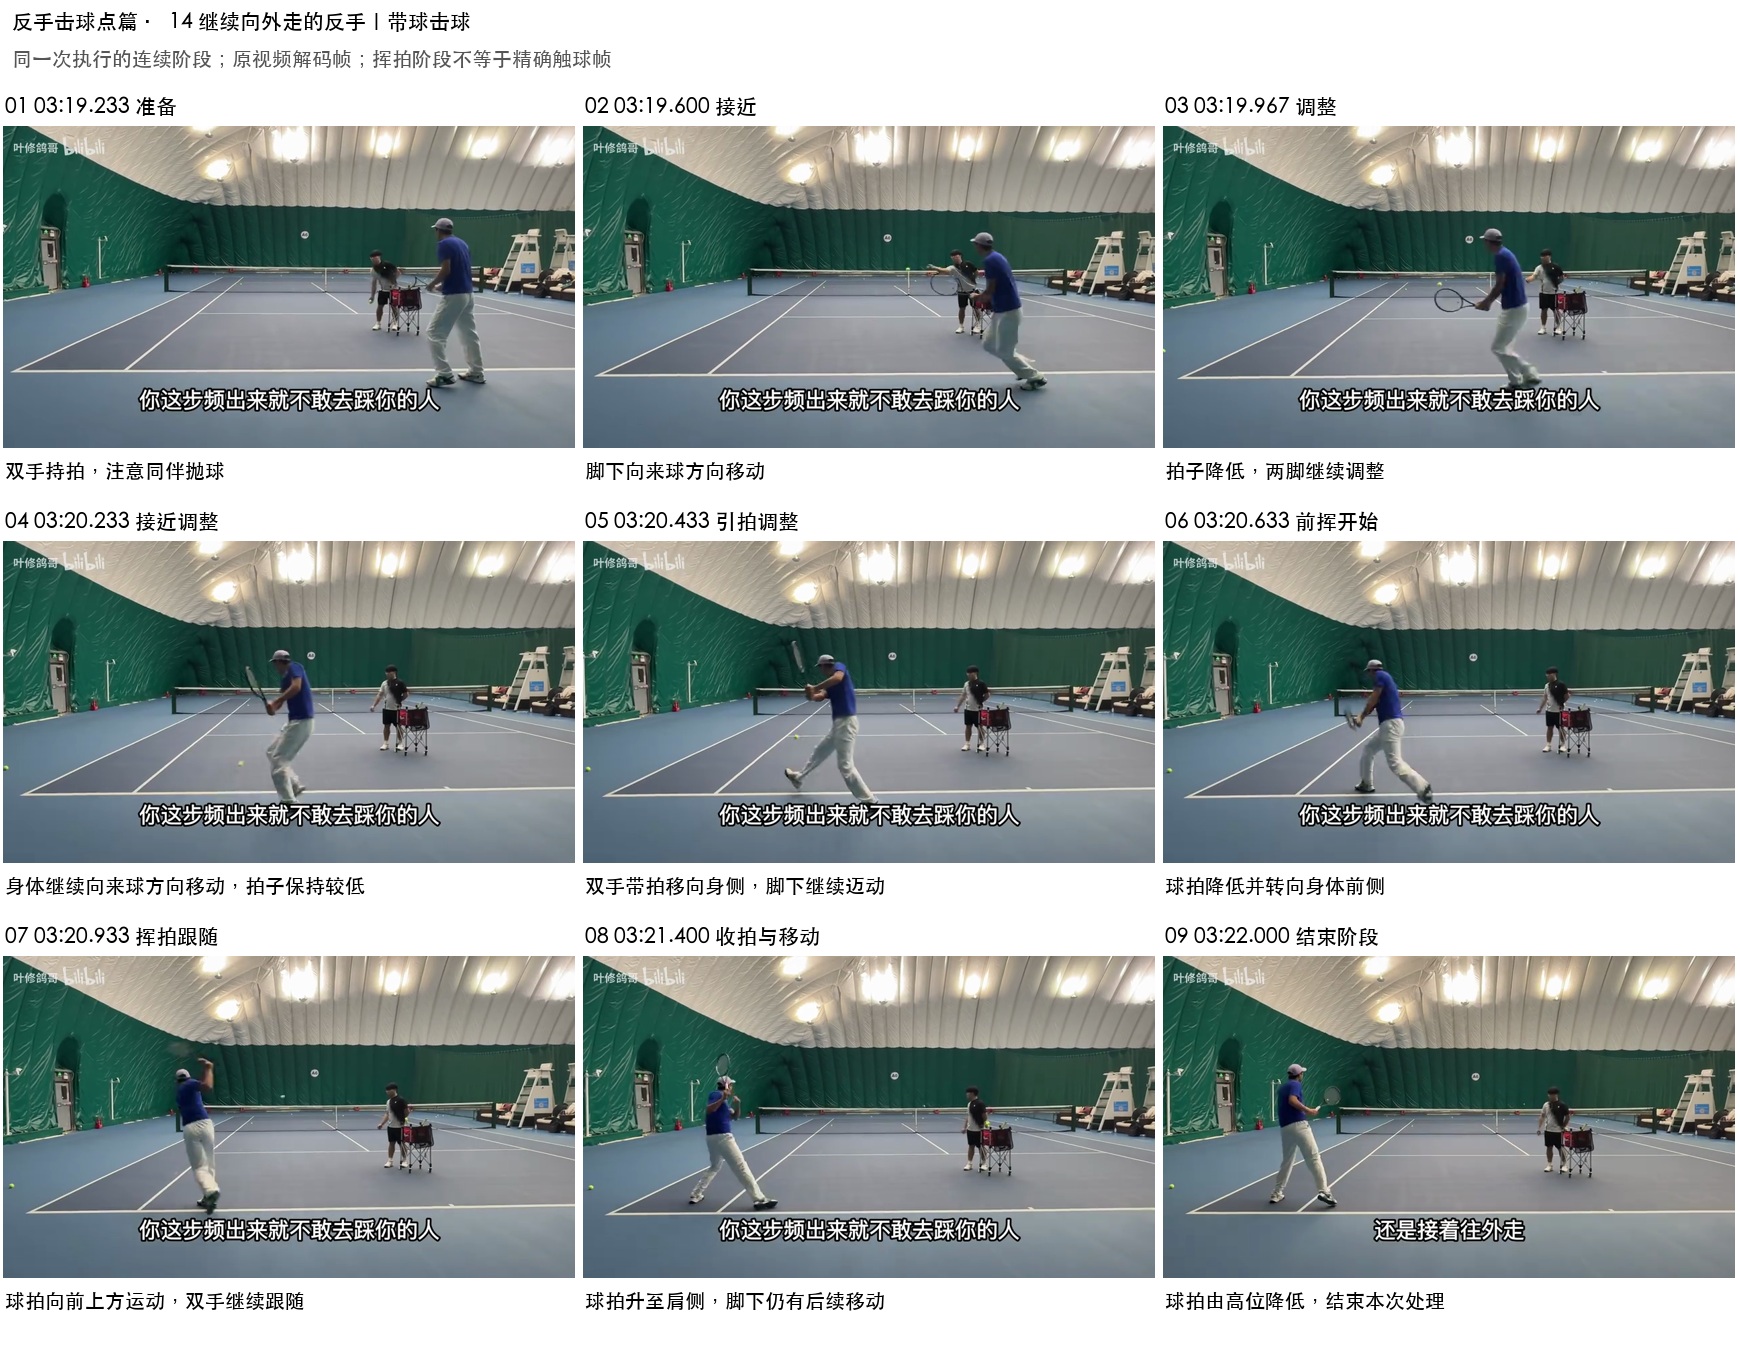 反手击球点篇· 14 继续向外走的反手丨带球击球
同一次执行的连续阶段；原视频解码帧；挥拍阶段不等于精确触球帧
01 03:19.233 准备
02 03:19.600 接近
03 03:19.967 调整
叶修鸽哥 bilibili
叶修鸽哥 bilibili
叶修鸽哥 bilibili
你这步频出来就不敢去踩你的人
你这步频出来就不敢去踩你的人
你这步频出来就不敢去踩你的人
双手持拍，注意同伴抛球
脚下向来球方向移动
拍子降低，两脚继续调整
04 03:20.233 接近调整
05 03:20.433 引拍调整
06 03:20.633 前挥开始
叶修鸽哥 bilibili
叶修鸽哥 bilibili
叶修鸽哥 bilibili
你这步频出来就不敢去踩你的人
你这步频出来就不敢去踩你的人
你这步频出来就不敢去踩你的人
身体继续向来球方向移动，拍子保持较低
双手带拍移向身侧，脚下继续迈动
球拍降低并转向身体前侧
07 03:20.933 挥拍跟随
08 03:21.400 收拍与移动
09 03:22.000 结束阶段
叶修鸽哥 bilibili
叶修鸽哥 bilibili
叶修鸽哥 bilibili
你这步频出来就不敢去踩你的人
你这步频出来就不敢去踩你的人
还是接着往外走
球拍向前上方运动，双手继续跟随
球拍升至肩侧，脚下仍有后续移动
球拍由高位降低，结束本次处理